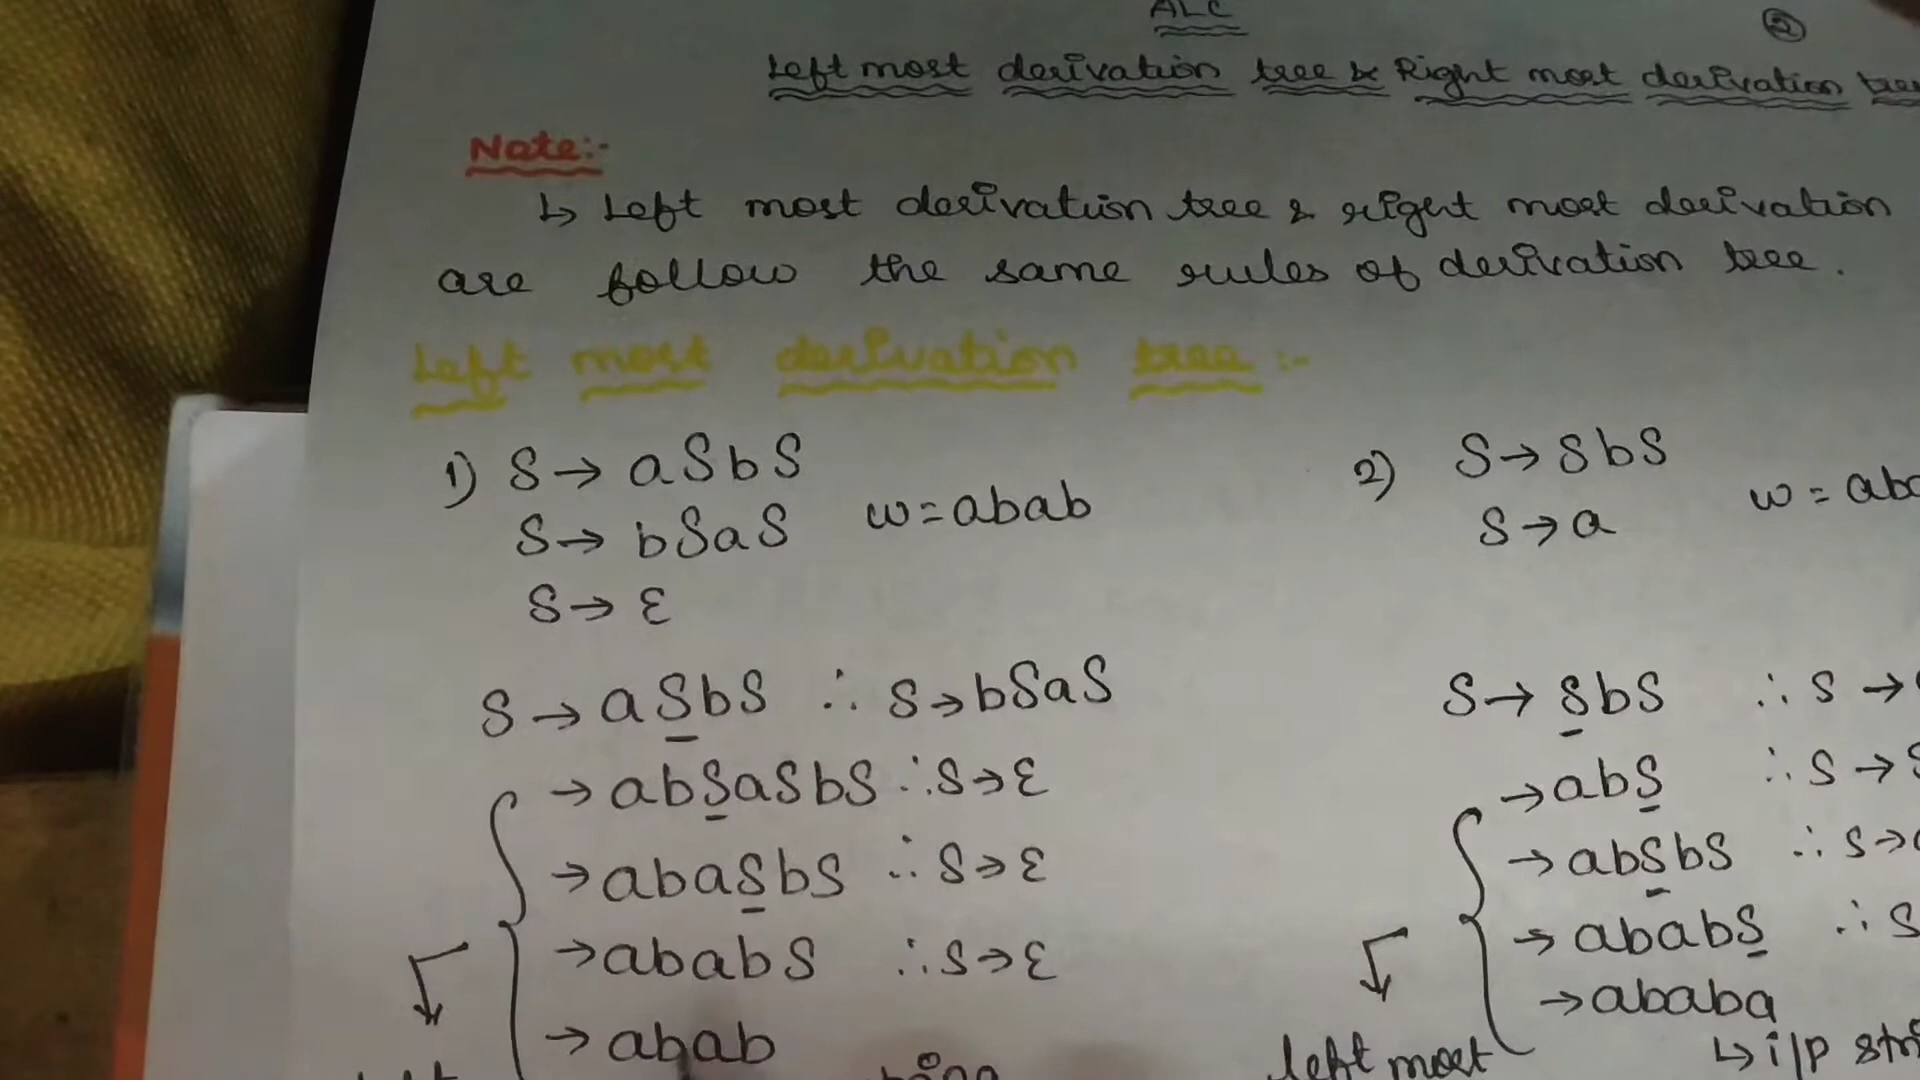 ALC
2
Left most derivation tree & Right most derivation tree
Note:-
↳ Left most derivation tree & right most derivation
are follow the same rules of derivation tree.
Left most derivation tree :-
1) S → aSbS
S → bSaS w = abab
S → ε
S → aSbS ∴ S → bSaS
→ abSaSbS ∴ S → ε
→ abaSbS ∴ S → ε
→ ababS ∴ S → ε
→ abab
2) S → SbS
S → a w =
S → SbS ∴ S →
→ abS ∴ S →
→ abSbS ∴ S →
→ ababS ∴ S
→ ababa
left most ↳ i/p